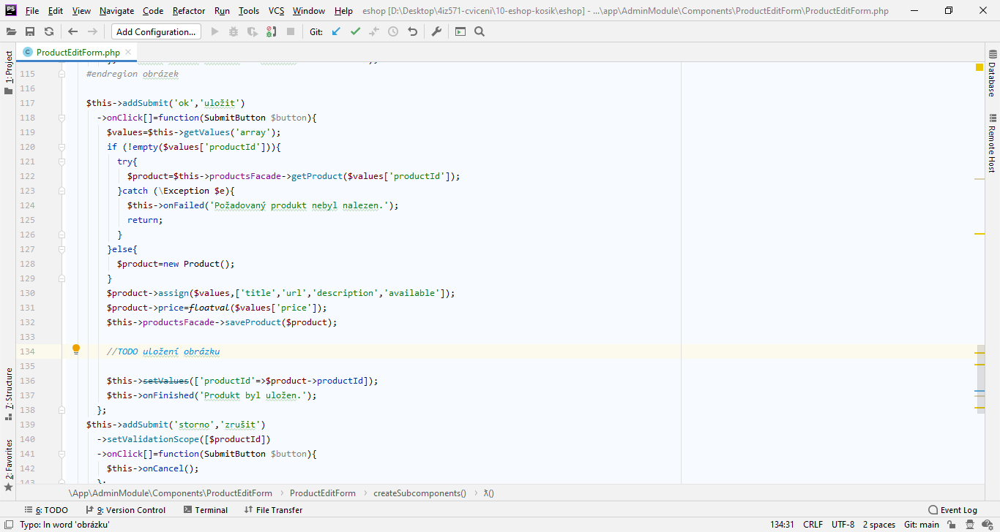 PS File Edit View Navigate Code Refactor Run Tools VCS Window Help eshop [D:\Desktop\4iz571-cviceni\10-eshop-kosik\eshop] - ...\app\AdminModule\Components\ProductEditForm\ProductEditForm.php
Add Configuration... Git:
C ProductEditForm.php
1: Project
7: Structure
2: Favorites
115 #endregion obrázek
116
117 $this->addSubmit('ok','uložit')
118 ->onClick[]=function(SubmitButton $button){
119 $values=$this->getValues('array');
120 if (!empty($values['productId'])){
121 try{
122 $product=$this->productsFacade->getProduct($values['productId']);
123 }catch (\Exception $e){
124 $this->onFailed('Požadovaný produkt nebyl nalezen.');
125 return;
126 }
127 }else{
128 $product=new Product();
129 }
130 $product->assign($values,['title','url','description','available']);
131 $product->price=floatval($values['price']);
132 $this->productsFacade->saveProduct($product);
133
134 //TODO uložení obrázku
135
136 $this->setValues(['productId'=>$product->productId]);
137 $this->onFinished('Produkt byl uložen.');
138 };
139 $this->addSubmit('storno','zrušit')
140 ->setValidationScope([$productId])
141 ->onClick[]=function(SubmitButton $button){
142 $this->onCancel();
143 };
Database
Remote Host
\App\AdminModule\Components\ProductEditForm › ProductEditForm › createSubcomponents() › λ()
6: TODO 9: Version Control Terminal File Transfer Event Log
Typo: In word 'obrázku' 134:31 CRLF UTF-8 2 spaces Git: main